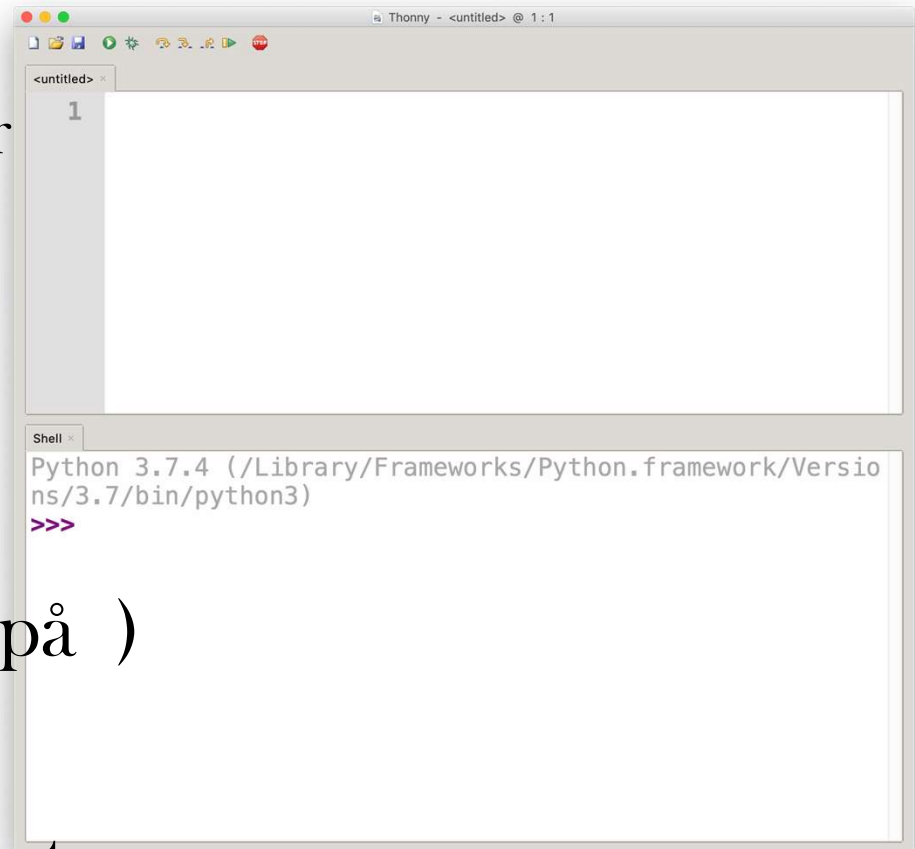 Thonny - <untitled> @ 1 : 1
STOP
<untitled> ×
1
r
Shell ×
Python 3.7.4 (/Library/Frameworks/Python.framework/Versio
ns/3.7/bin/python3)
>>>
på )